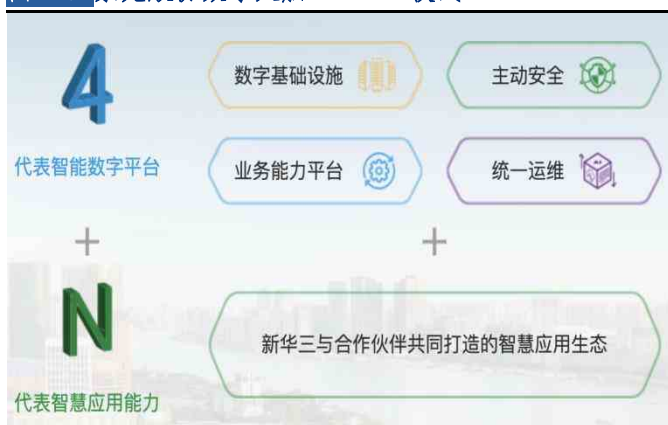 4
数字基础设施
主动安全
代表智能数字平台
业务能力平台
统一运维
+
+
N
新华三与合作伙伴共同打造的智慧应用生态
代表智慧应用能力